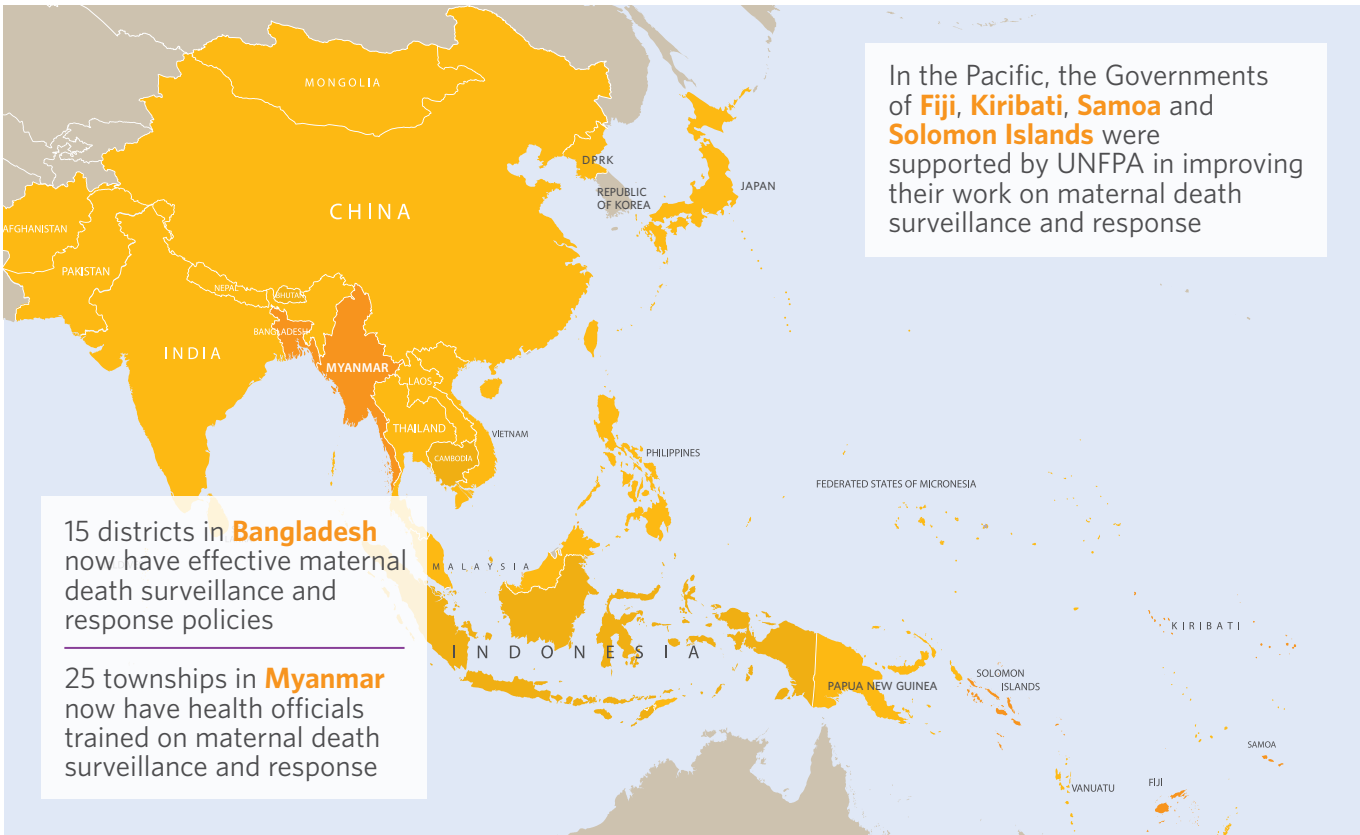 MONGOLIA
DPRK
REPUBLIC
OF KOREA
JAPAN
CHINA
AFGHANISTAN
PAKISTAN
NEPAL
BHUTAN
BANGLADESH
INDIA
MYANMAR
LAOS
THAILAND
VIETNAM
CAMBODIA
PHILIPPINES
FEDERATED STATES OF MICRONESIA
MALAYSIA
INDONESIA
PAPUA NEW GUINEA
SOLOMON
ISLANDS
KIRIBATI
SAMOA
VANUATU
FIJI
In the Pacific, the Governments
of Fiji, Kiribati, Samoa and
Solomon Islands were
supported by UNFPA in improving
their work on maternal death
surveillance and response
15 districts in Bangladesh
now have effective maternal
death surveillance and
response policies
25 townships in Myanmar
now have health officials
trained on maternal death
surveillance and response